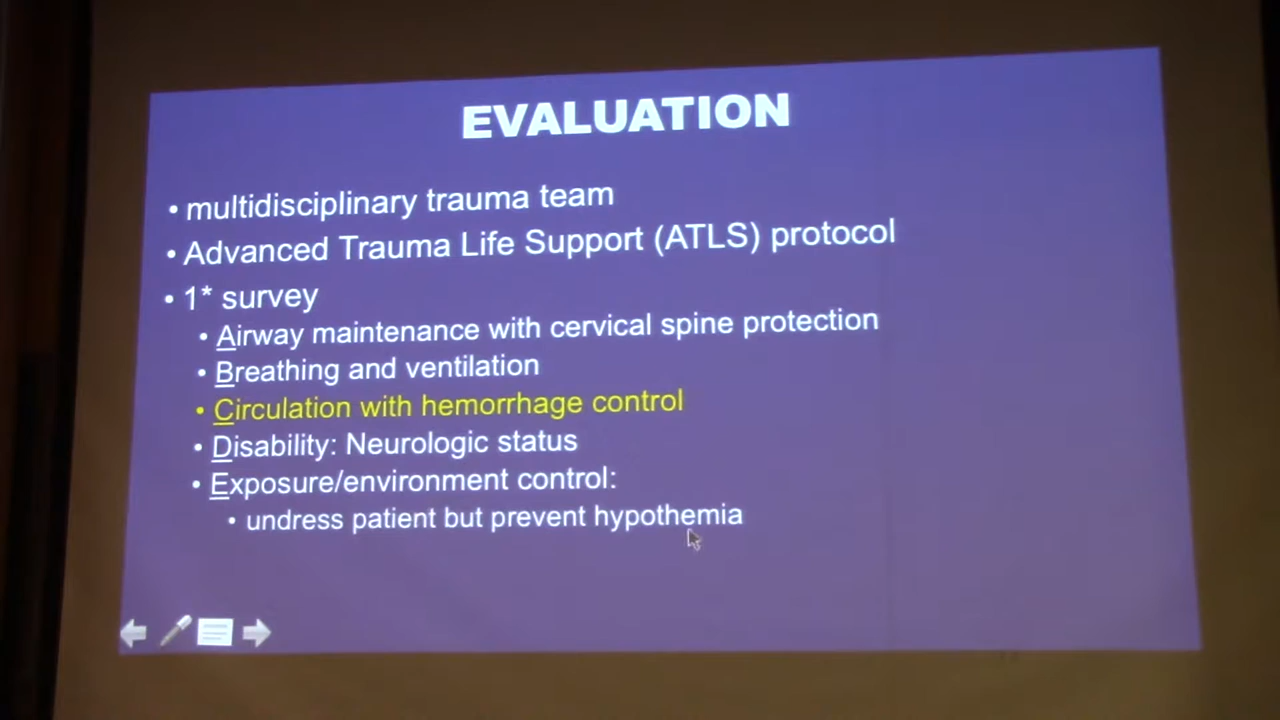 EVALUATION
• multidisciplinary trauma team
• Advanced Trauma Life Support (ATLS) protocol
• 1* survey
• Airway maintenance with cervical spine protection
• Breathing and ventilation
• Circulation with hemorrhage control
• Disability: Neurologic status
• Exposure/environment control:
• undress patient but prevent hypothemia